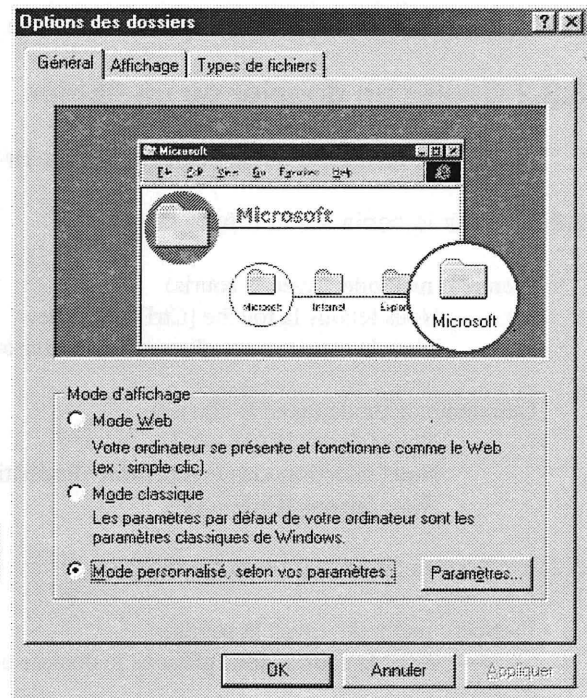 Options des dossiers
Général Affichage Types de fichiers
Microsoft
Microsoft
Microsoft Internet Explor
Microsoft
Mode d'affichage
Mode Web
Votre ordinateur se présente et fonctionne comme le Web
(ex : simple clic).
Mode classique
Les paramètres par défaut de votre ordinateur sont les
paramètres classiques de Windows.
Mode personnalisé, selon vos paramètres :
Paramètres...
OK Annuler Appliquer